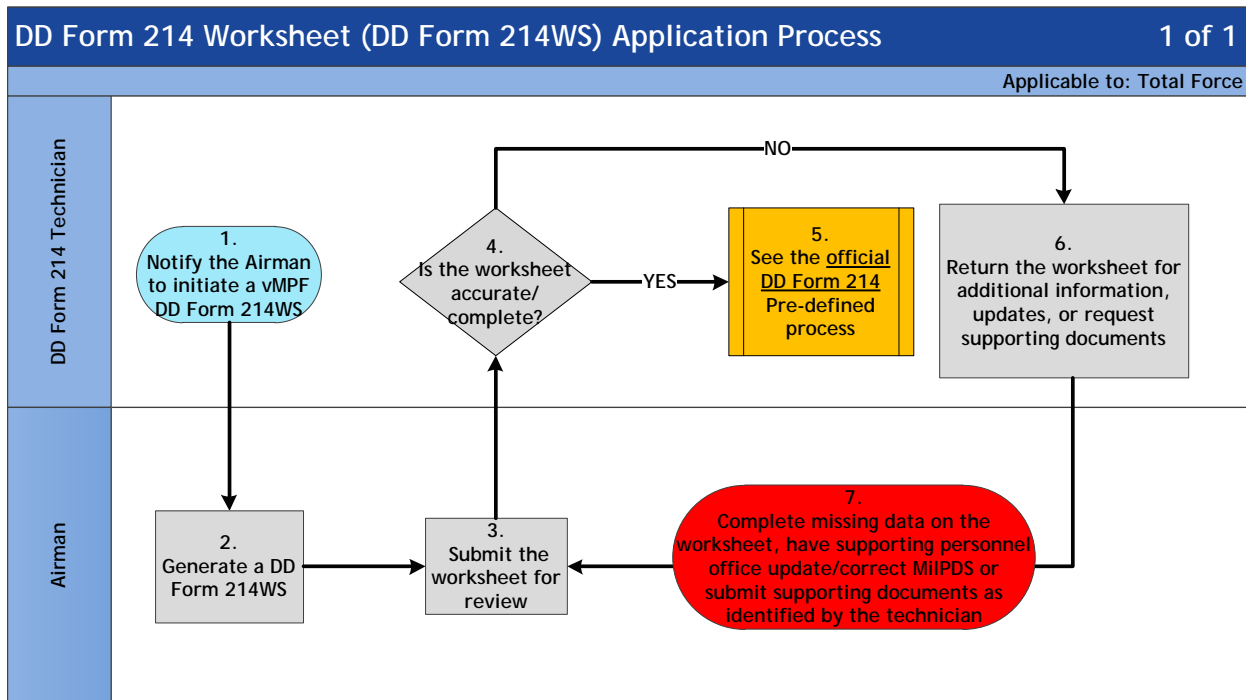 DD Form 214 Worksheet (DD Form 214WS) Application Process
1 of 1
Applicable to: Total Force
DD Form 214 Technician
1.
Notify the Airman
to initiate a vMPF
DD Form 214WS
4.
Is the worksheet
accurate/
complete?
NO
YES
5.
See the official
DD Form 214
Pre-defined
process
6.
Return the worksheet for
additional information,
updates, or request
supporting documents
Airman
2.
Generate a DD
Form 214WS
3.
Submit the
worksheet for
review
7.
Complete missing data on the
worksheet, have supporting personnel
office update/correct MilPDS or
submit supporting documents as
identified by the technician